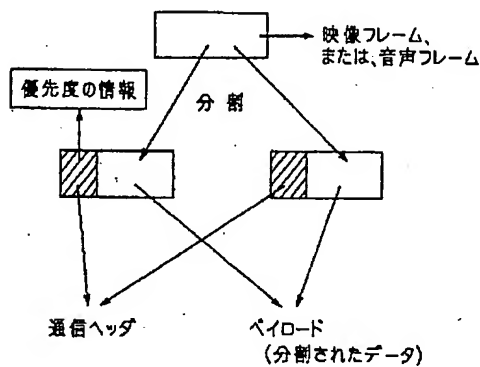 映像フレーム、
または、音声フレーム
優先度の情報
分割
通信ヘッダ
ペイロード
(分割されたデータ)